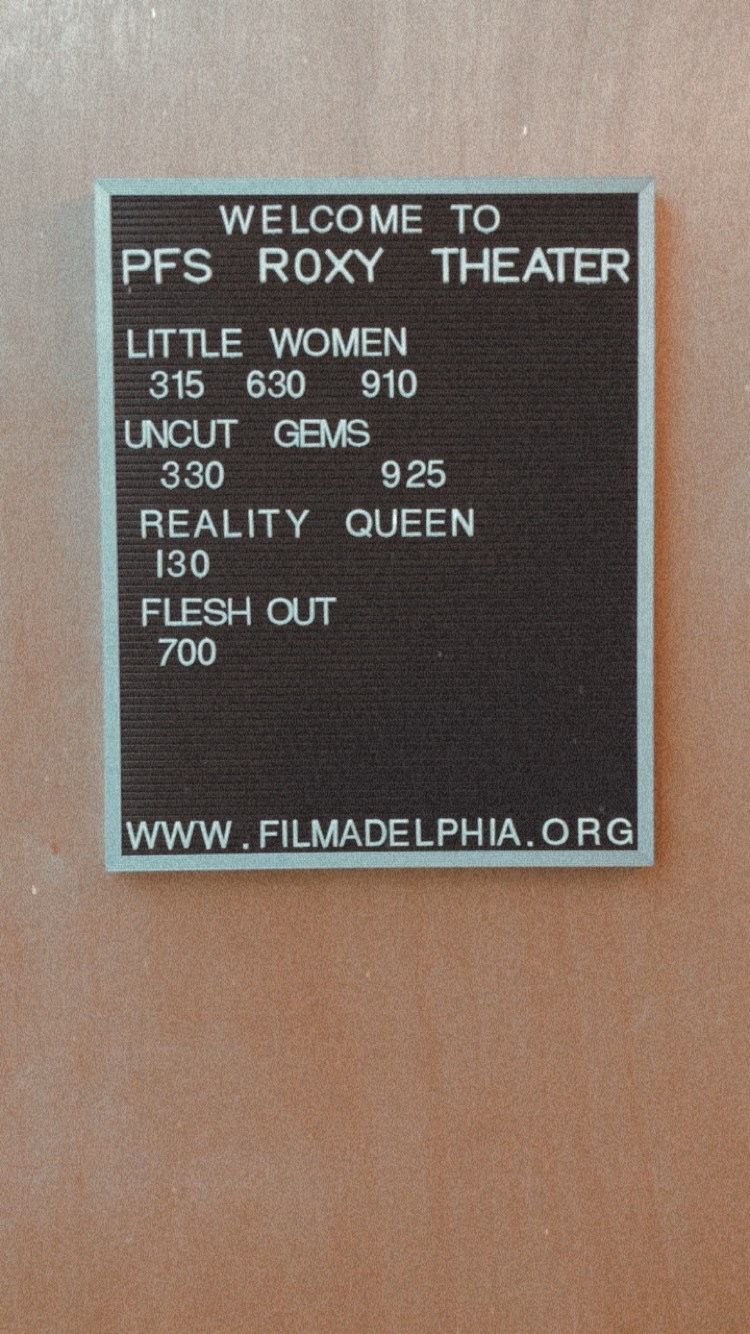 WELCOME TO
PFS ROXY THEATER
LITTLE WOMEN
315 630 910
UNCUT GEMS
330 925
REALITY QUEEN
130
FLESH OUT
700
WWW.FILMADELPHIA.ORG